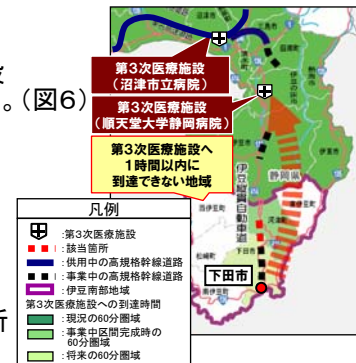 。(図6)
第3次医療施設
(沼津市立病院)
第3次医療施設
(順天堂大学静岡病院)
第3次医療施設へ
1時間以内に
到達できない地域
静岡県
伊豆縦貫自動車道
下田市
凡例
:第3次医療施設
:該当箇所
:供用中の高規格幹線道路
:事業中の高規格幹線道路
:伊豆南部地域
第3次医療施設への到達時間
:現況の60分圏域
:事業中区間完成時の
60分圏域
:将来の60分圏域
所